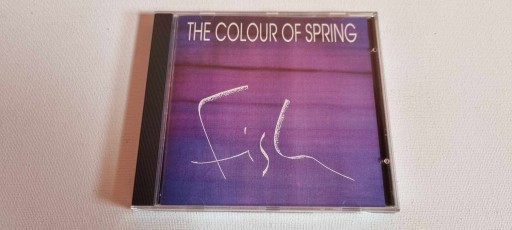 THE COLOUR OF SPRING
Fish